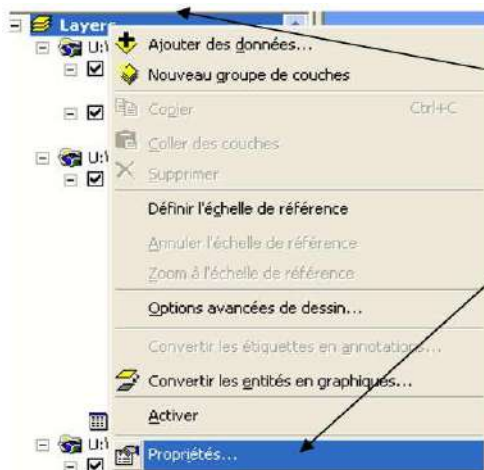 Layers
U:\
Ajouter des données...
Nouveau groupe de couches
Copier Ctrl+C
Coller des couches
U:\
Supprimer
Définir l'échelle de référence
Annuler l'échelle de référence
Zoom à l'échelle de référence
Options avancées de dessin...
Convertir les étiquettes en annotations...
Convertir les entités en graphiques...
Activer
U:\
Propriétés...